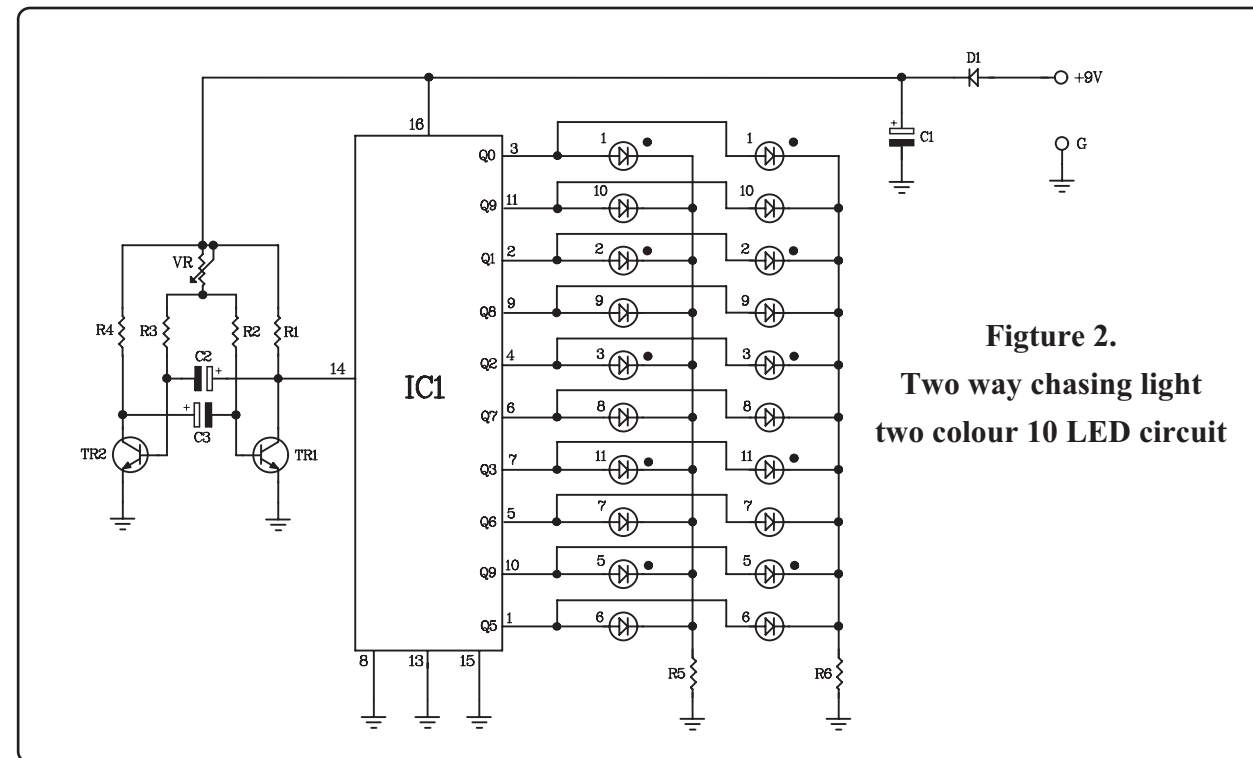 D1
+9V
16
+
C1
G
Q0 3 1 1
Q9 11 10 10
Q1 2 2 2
VR
Q8 9 9 9
R4 R3 R2 R1
Q2 4 3 3
C2
+
14
IC1
Q7 6 8 8
+
C3
TR2 TR1
Q3 7 11 11
Q6 5 7 7
Q9 10 5 5
Q5 1 6 6
8 13 15
R5 R6
Figture 2.
Two way chasing light
two colour 10 LED circuit